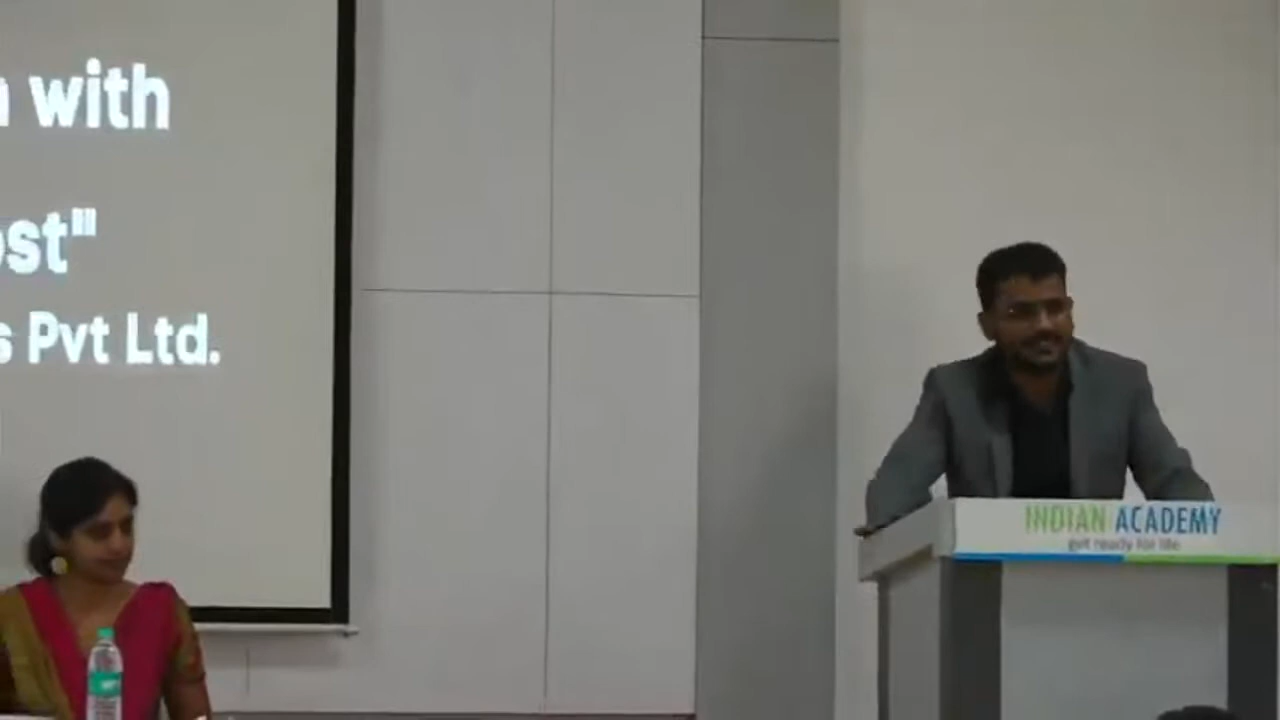 with
st"
s Pvt Ltd.
INDIAN ACADEMY
get ready for life